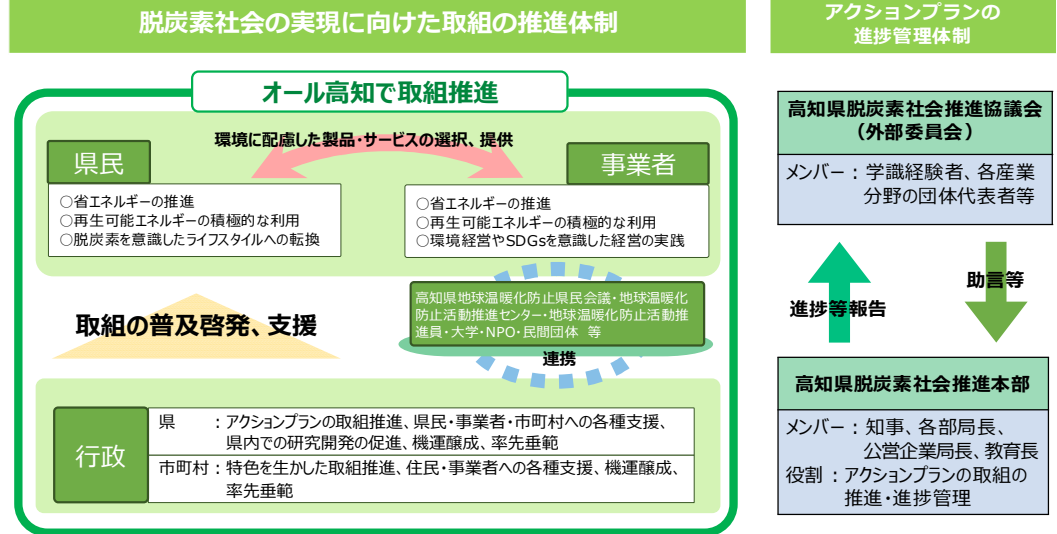 脱炭素社会の実現に向けた取組の推進体制
オール高知で取組推進
環境に配慮した製品・サービスの選択、提供
県民
○省エネルギーの推進
○再生可能エネルギーの積極的な利用
○脱炭素を意識したライフスタイルへの転換
事業者
○省エネルギーの推進
○再生可能エネルギーの積極的な利用
○環境経営やSDGsを意識した経営の実践
取組の普及啓発、支援
高知県地球温暖化防止県民会議・地球温暖化
防止活動推進センター・地球温暖化防止活動推
進員・大学・NPO・民間団体 等
連携
行政
県 :アクションプランの取組推進、県民・事業者・市町村への各種支援、
県内での研究開発の促進、機運醸成、率先垂範
市町村:特色を生かした取組推進、住民・事業者への各種支援、機運醸成、
率先垂範
アクションプランの
進捗管理体制
高知県脱炭素社会推進協議会
(外部委員会)
メンバー:学識経験者、各産業
分野の団体代表者等
進捗等報告
助言等
高知県脱炭素社会推進本部
メンバー:知事、各部局長、
公営企業局長、教育長
役割:アクションプランの取組の
推進・進捗管理